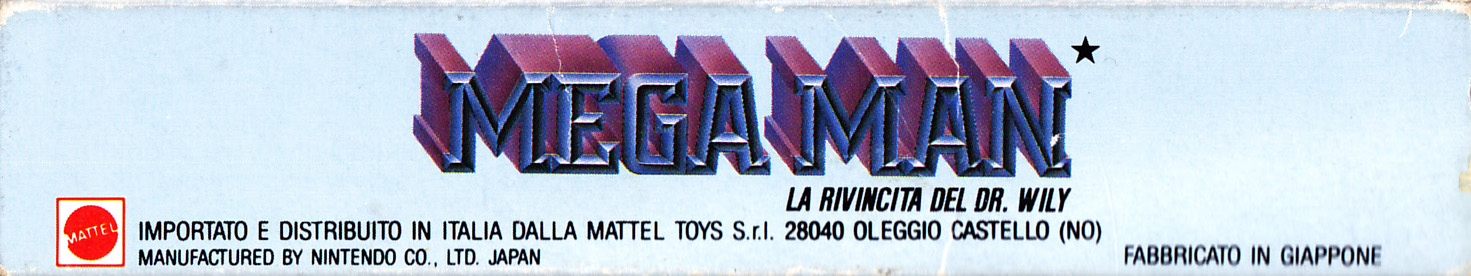 MEGA MAN★
LA RIVINCITA DEL DR. WILY
MATTEL
IMPORTATO E DISTRIBUITO IN ITALIA DALLA MATTEL TOYS S.r.l. 28040 OLEGGIO CASTELLO (NO)
MANUFACTURED BY NINTENDO CO., LTD. JAPAN
FABBRICATO IN GIAPPONE